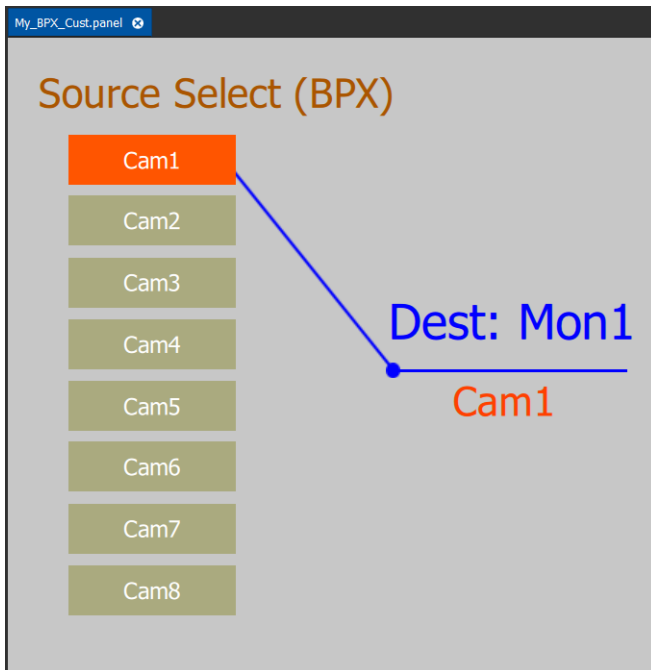 My_BPX_Cust.panel
Source Select (BPX)
Cam1
Cam2
Cam3
Cam4
Cam5
Cam6
Cam7
Cam8
Dest: Mon1
Cam1